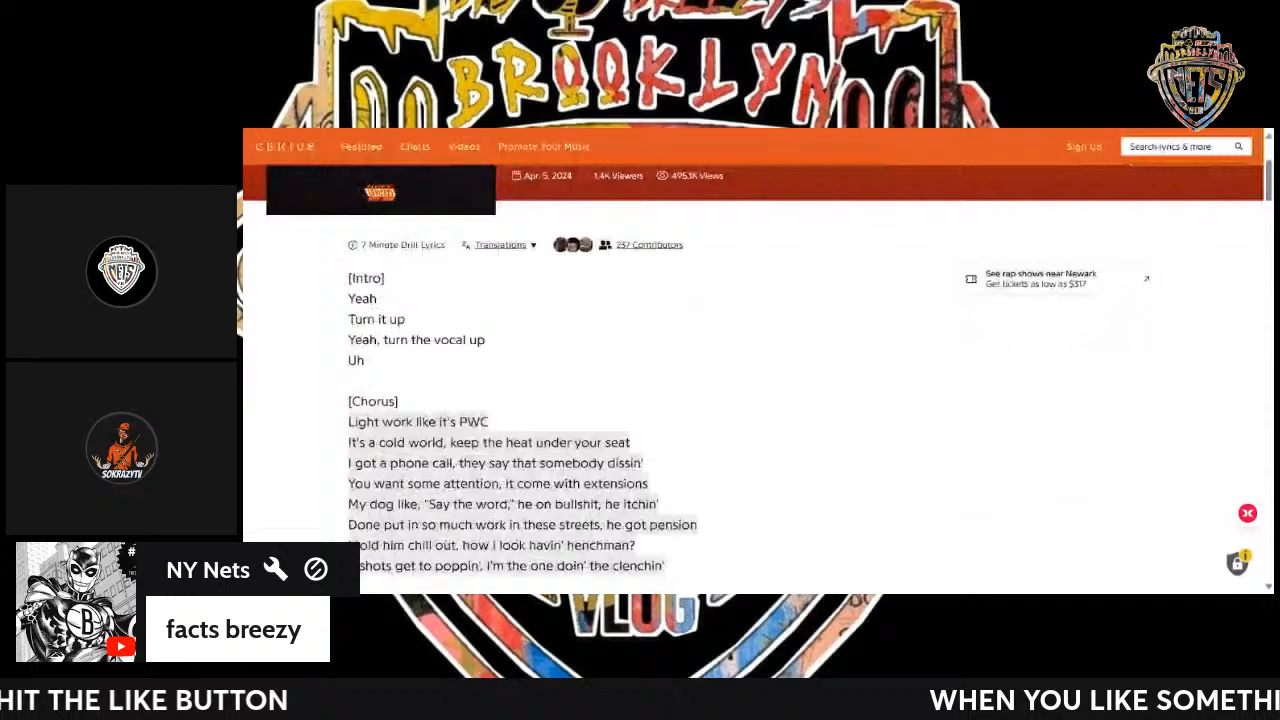 BIG BREEZY'S
BROOKLYN
NETS
GENIUS
Featured
Charts
Videos
Promote Your Music
Sign Up
Search lyrics & more
Apr. 5, 2024
1.4K Viewers
495.1K Views
7 Minute Drill Lyrics
Translations
237 Contributors
[Intro]
Yeah
Turn it up
Yeah, turn the vocal up
Uh
See rap shows near Newark
Get tickets as low as $317
[Chorus]
Light work like it's PWC
It's a cold world, keep the heat under your seat
I got a phone call, they say that somebody dissin'
You want some attention, it come with extensions
My dog like, "Say the word," he on bullshit, he itchin'
Done put in so much work in these streets, he got pension
told him chill out, how I look havin' henchman?
shots get to poppin', I'm the one doin' the clenchin'
NETS
SOKRAZYTV
#
B
NY Nets
facts breezy
VLOG
HIT THE LIKE BUTTON
WHEN YOU LIKE SOMETHI